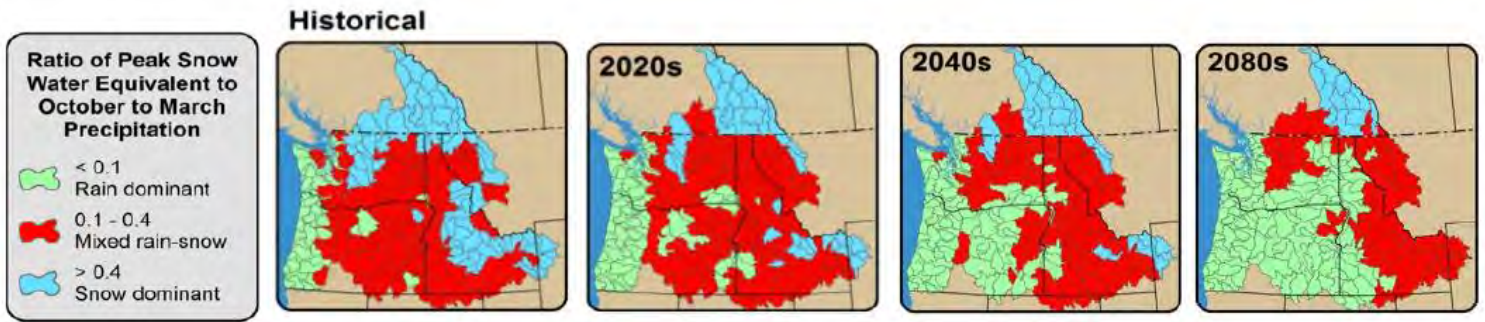 Historical
Ratio of Peak Snow
Water Equivalent to
October to March
Precipitation
< 0.1
Rain dominant
0.1 - 0.4
Mixed rain-snow
> 0.4
Snow dominant
2020s
2040s
2080s